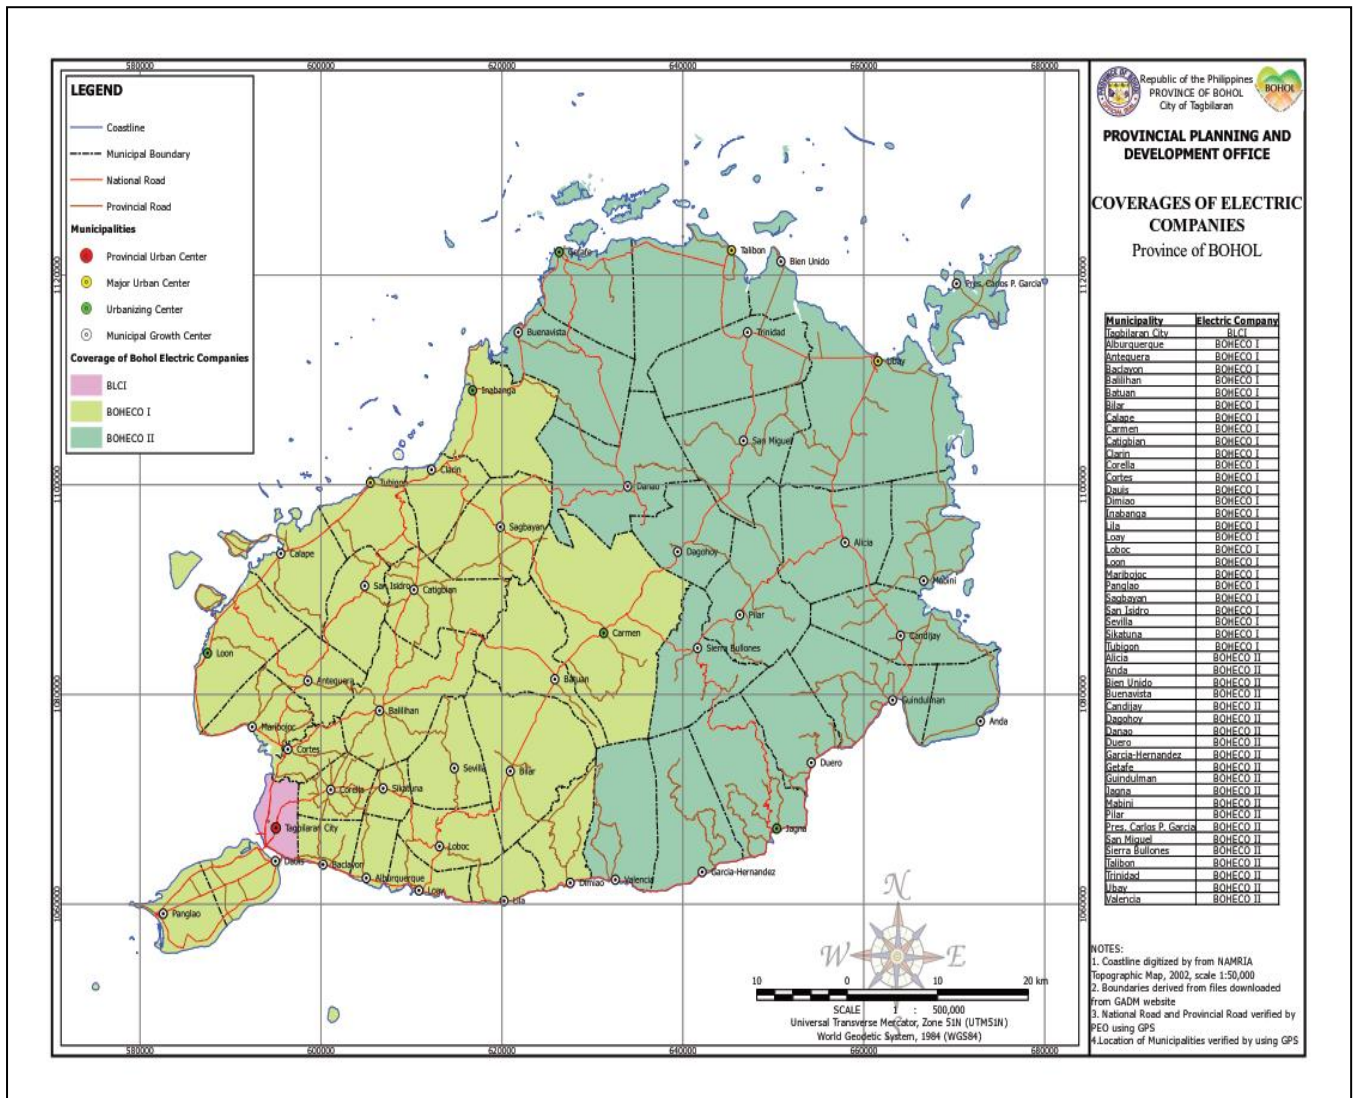 LEGEND
Coastline
Municipal Boundary
National Road
Provincial Road
Municipalities
Provincial Urban Center
Major Urban Center
Urbanizing Center
Municipal Growth Center
Coverage of Bohol Electric Companies
BLCI
BOHECO I
BOHECO II
580000 600000 620000 640000 660000 680000
1120000
1100000
1080000
1060000
1120000
1100000
1080000
1060000
Getafe
Talibon
Bien Unido
Pres. Carlos P. Garcia
Buenavista
Trinidad
Ubay
Inabanga
San Miguel
Clarin
Tubigon
Danao
Sagbayan
Alicia
Calape
Dagohoy
San Isidro
Catigbian
Mabini
Pilar
Carmen
Candijay
Loon
Sierra Bullones
Antequera
Batuan
Guindulman
Balilihan
Anda
Maribojoc
Cortes
Sevilla
Bilar
Duero
Corella
Sikatuna
Tagbilaran City
Jagna
Loboc
Dauis
Baclayon
Alburquerque
Loay
Lila
Dimiao
Valencia
Garcia-Hernandez
Panglao
N
W E
S
10 0 10 20 km
SCALE 1 : 500,000
Universal Transverse Mercator, Zone 51N (UTM51N)
World Geodetic System, 1984 (WGS84)
580000 600000 620000 640000 660000 680000
Republic of the Philippines
PROVINCE OF BOHOL
City of Tagbilaran
BOHOL
PROVINCIAL PLANNING AND
DEVELOPMENT OFFICE
COVERAGES OF ELECTRIC
COMPANIES
Province of BOHOL
Municipality Electric Company
Tagbilaran City BLCI
Alburquerque BOHECO I
Antequera BOHECO I
Baclayon BOHECO I
Balilihan BOHECO I
Batuan BOHECO I
Bilar BOHECO I
Calape BOHECO I
Carmen BOHECO I
Catigbian BOHECO I
Clarin BOHECO I
Corella BOHECO I
Cortes BOHECO I
Dauis BOHECO I
Dimiao BOHECO I
Inabanga BOHECO I
Lila BOHECO I
Loay BOHECO I
Loboc BOHECO I
Loon BOHECO I
Maribojoc BOHECO I
Panglao BOHECO I
Sagbayan BOHECO I
San Isidro BOHECO I
Sevilla BOHECO I
Sikatuna BOHECO I
Tubigon BOHECO I
Alicia BOHECO II
Anda BOHECO II
Bien Unido BOHECO II
Buenavista BOHECO II
Candijay BOHECO II
Dagohoy BOHECO II
Danao BOHECO II
Duero BOHECO II
Garcia-Hernandez BOHECO II
Getafe BOHECO II
Guindulman BOHECO II
Jagna BOHECO II
Mabini BOHECO II
Pilar BOHECO II
Pres. Carlos P. Garcia BOHECO II
San Miguel BOHECO II
Sierra Bullones BOHECO II
Talibon BOHECO II
Trinidad BOHECO II
Ubay BOHECO II
Valencia BOHECO II
NOTES:
1. Coastline digitized by from NAMRIA
Topographic Map, 2002, scale 1:50,000
2. Boundaries derived from files downloaded
from GADM website
3. National Road and Provincial Road verified by
PEO using GPS
4.Location of Municipalities verified by using GPS